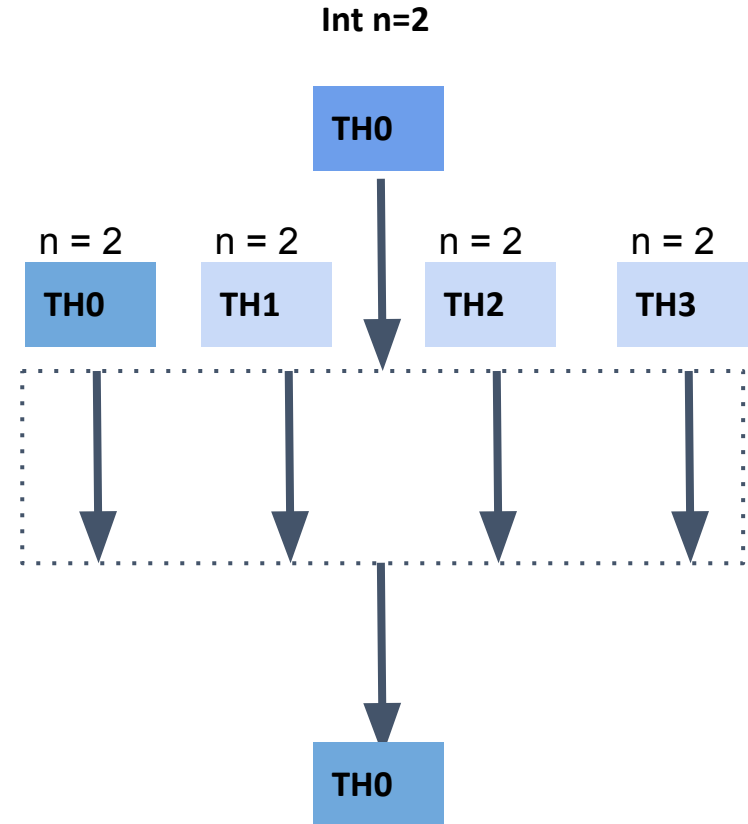 Int n=2
TH0
n = 2 n = 2 n = 2 n = 2
TH0 TH1 TH2 TH3
TH0